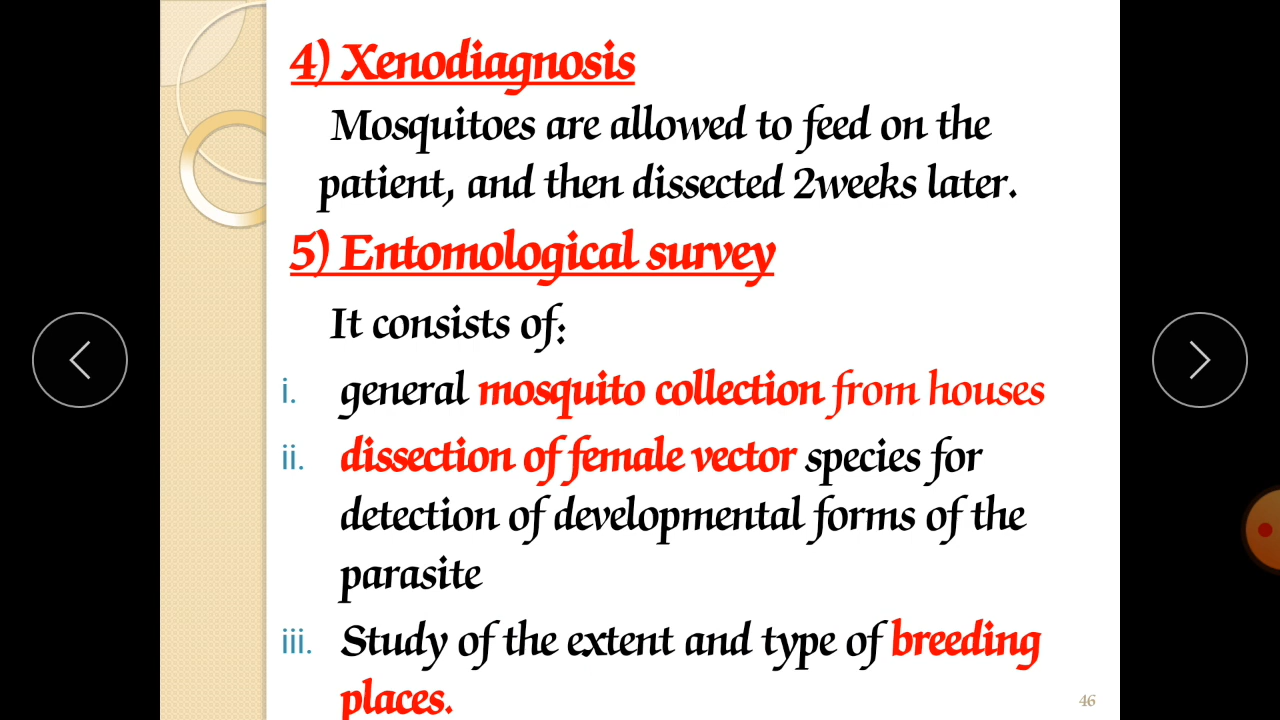 4) Xenodiagnosis
Mosquitoes are allowed to feed on the
patient, and then dissected 2weeks later.
5) Entomological survey
It consists of:
i. general mosquito collection from houses
ii. dissection of female vector species for
detection of developmental forms of the
parasite
iii. Study of the extent and type of breeding
places.
46